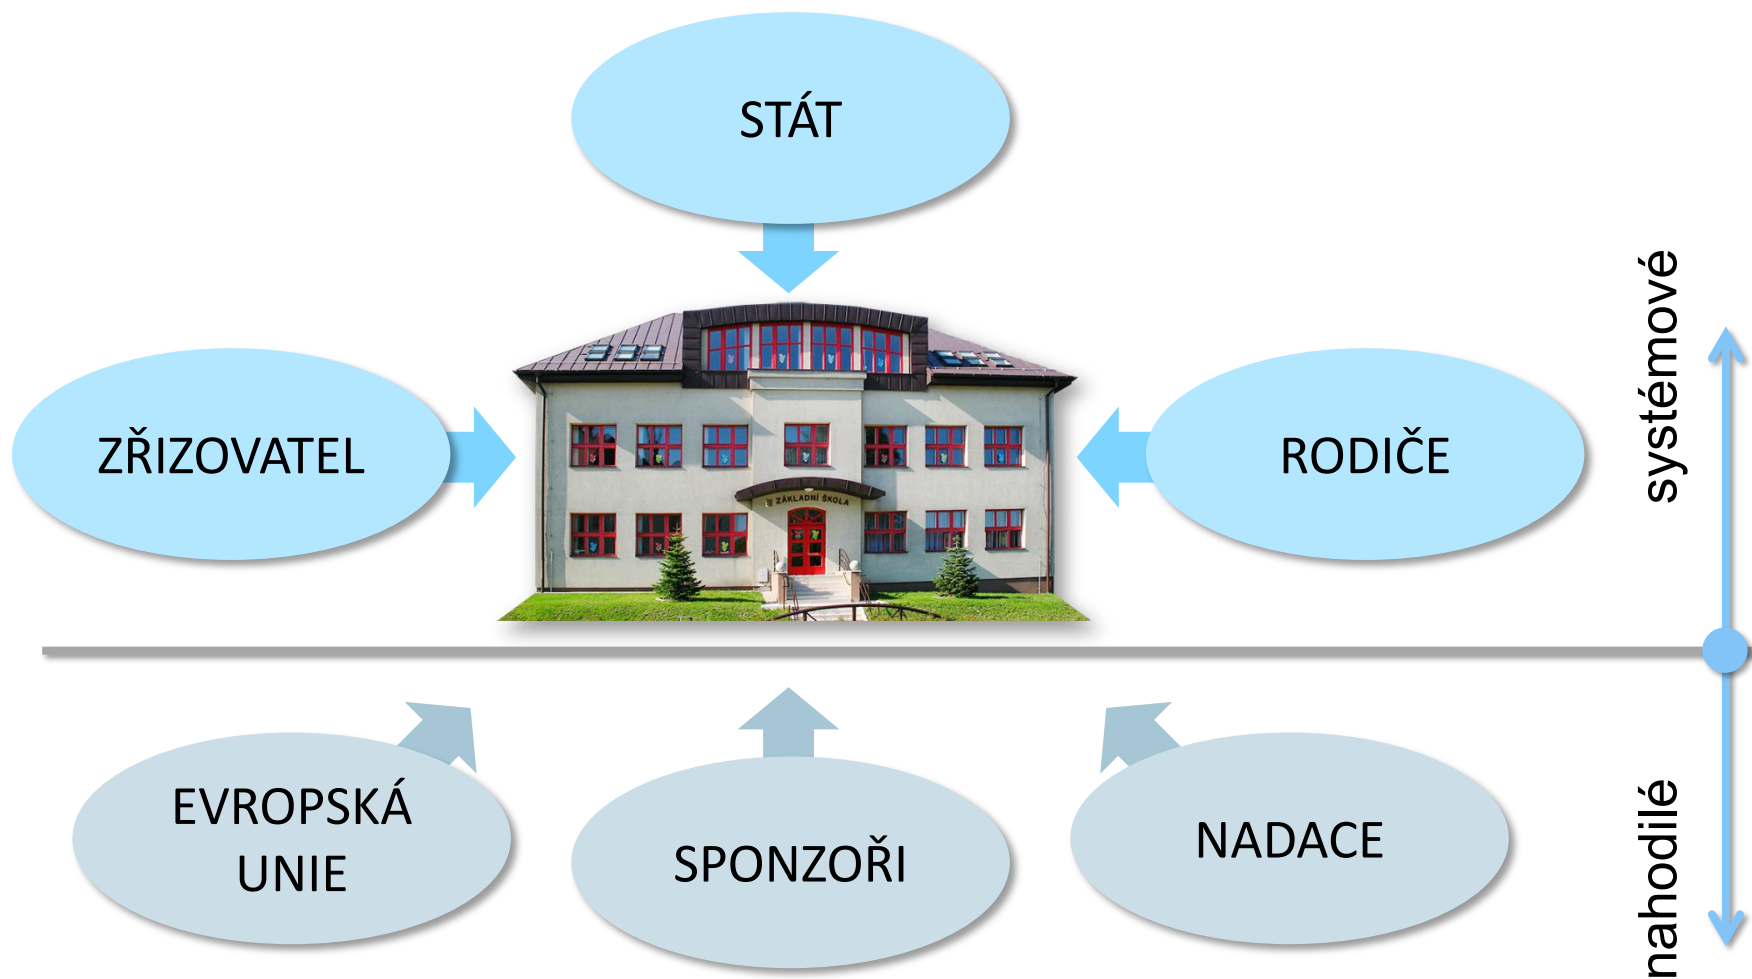 STÁT
systémové
ZŘIZOVATEL
RODIČE
ZÁKLADNÍ ŠKOLA
EVROPSKÁ
UNIE
SPONZOŘI
NADACE
nahodilé